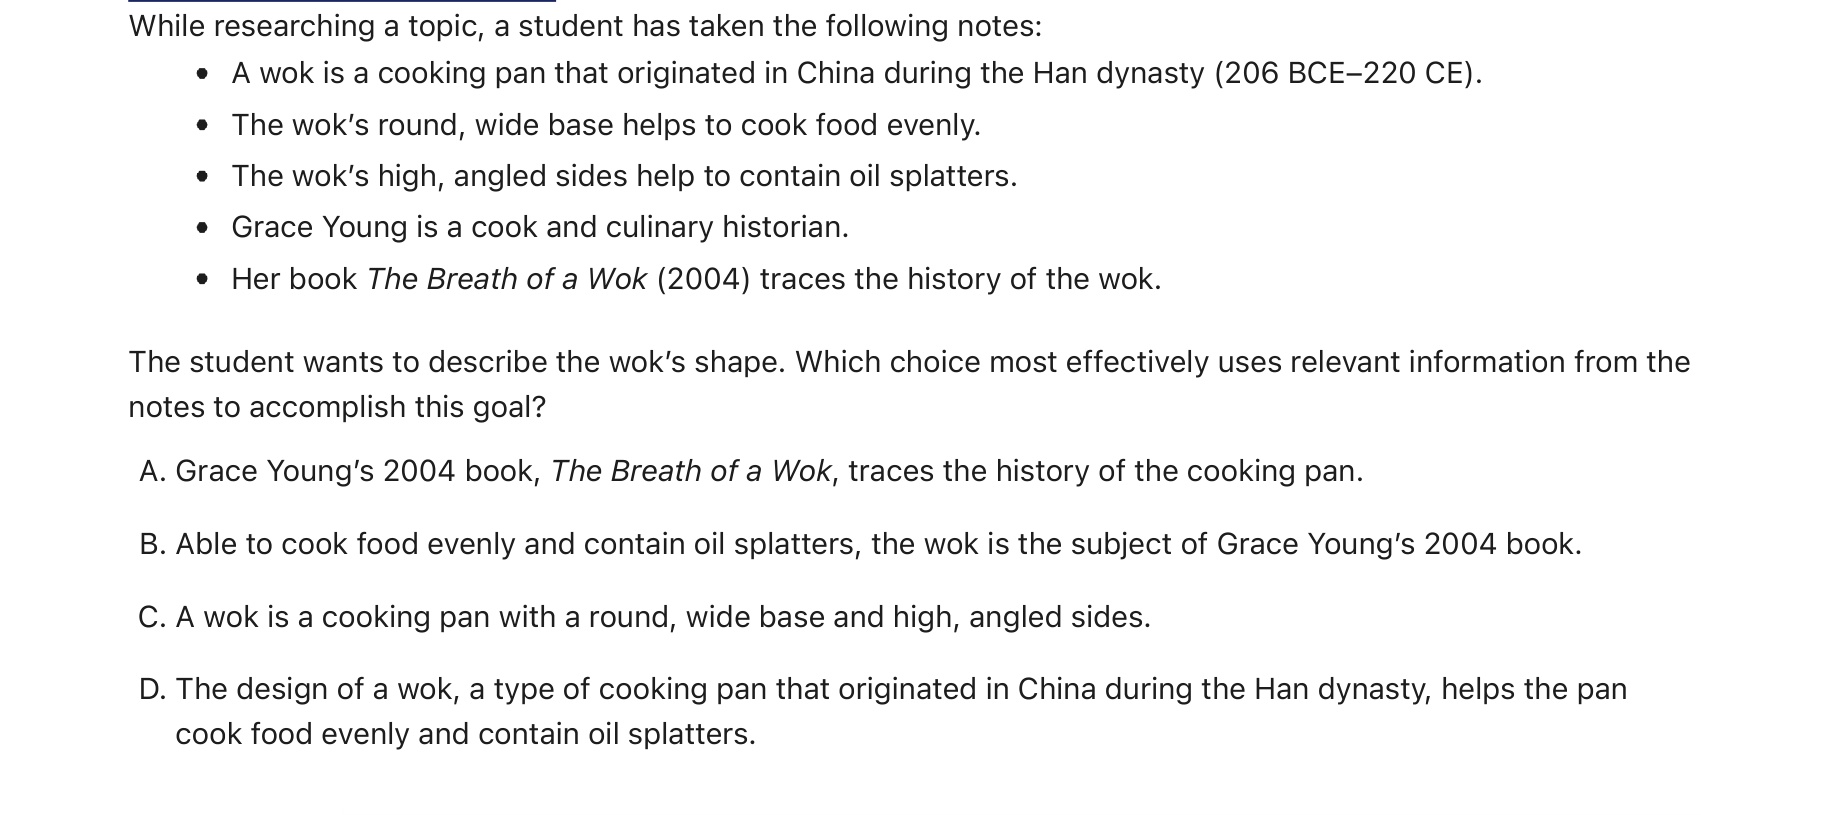 While researching a topic, a student has taken the following notes:
• A wok is a cooking pan that originated in China during the Han dynasty (206 BCE–220 CE).
• The wok’s round, wide base helps to cook food evenly.
• The wok’s high, angled sides help to contain oil splatters.
• Grace Young is a cook and culinary historian.
• Her book The Breath of a Wok (2004) traces the history of the wok.
The student wants to describe the wok’s shape. Which choice most effectively uses relevant information from the
notes to accomplish this goal?
A. Grace Young’s 2004 book, The Breath of a Wok, traces the history of the cooking pan.
B. Able to cook food evenly and contain oil splatters, the wok is the subject of Grace Young’s 2004 book.
C. A wok is a cooking pan with a round, wide base and high, angled sides.
D. The design of a wok, a type of cooking pan that originated in China during the Han dynasty, helps the pan
cook food evenly and contain oil splatters.